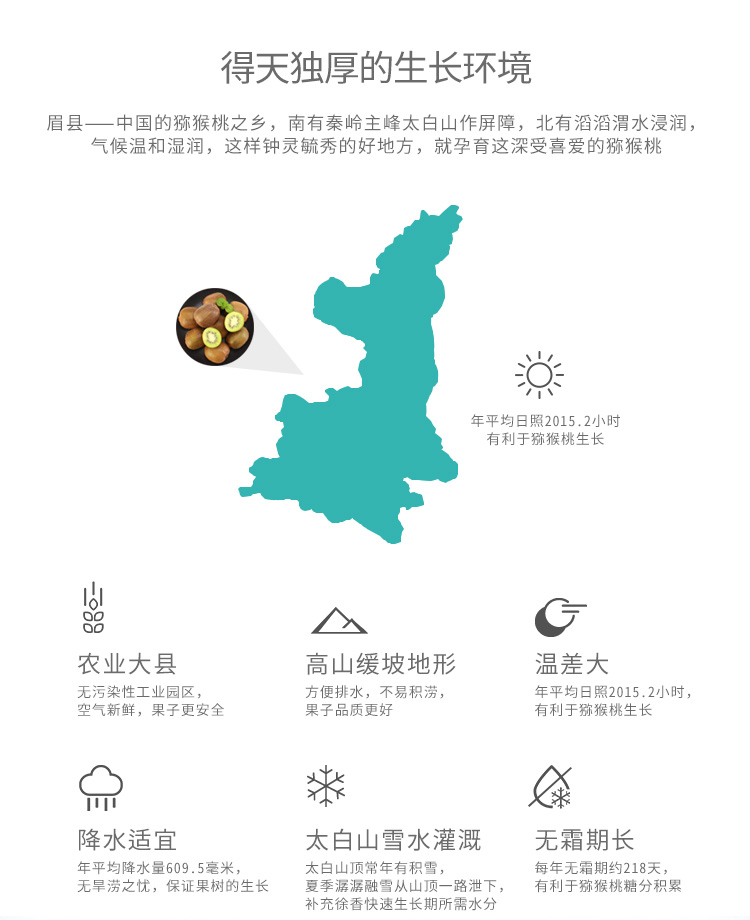 得天独厚的生长环境
眉县——中国的猕猴桃之乡，南有秦岭主峰太白山作屏障，北有滔滔渭水浸润，
气候温和湿润，这样钟灵毓秀的好地方，就孕育这深受喜爱的猕猴桃
年平均日照2015.2小时
有利于猕猴桃生长
农业大县
无污染性工业园区，
空气新鲜，果子更安全
高山缓坡地形
方便排水，不易积涝，
果子品质更好
温差大
年平均日照2015.2小时，
有利于猕猴桃生长
降水适宜
年平均降水量609.5毫米，
无旱涝之忧，保证果树的生长
太白山雪水灌溉
太白山顶常年有积雪，
夏季潺潺融雪从山顶一路泄下，
补充徐香快速生长期所需水分
无霜期长
每年无霜期约218天，
有利于猕猴桃糖分积累